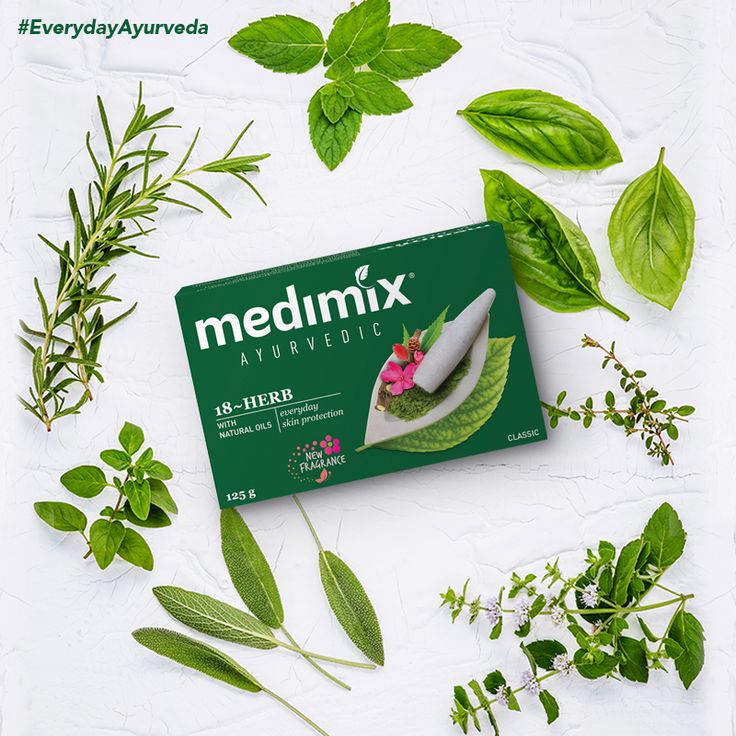 #EverydayAyurveda
medimix®
AYURVEDIC
18~HERB
WITH
NATURAL OILS
everyday
skin protection
NEW
FRAGRANCE
125 g
CLASSIC